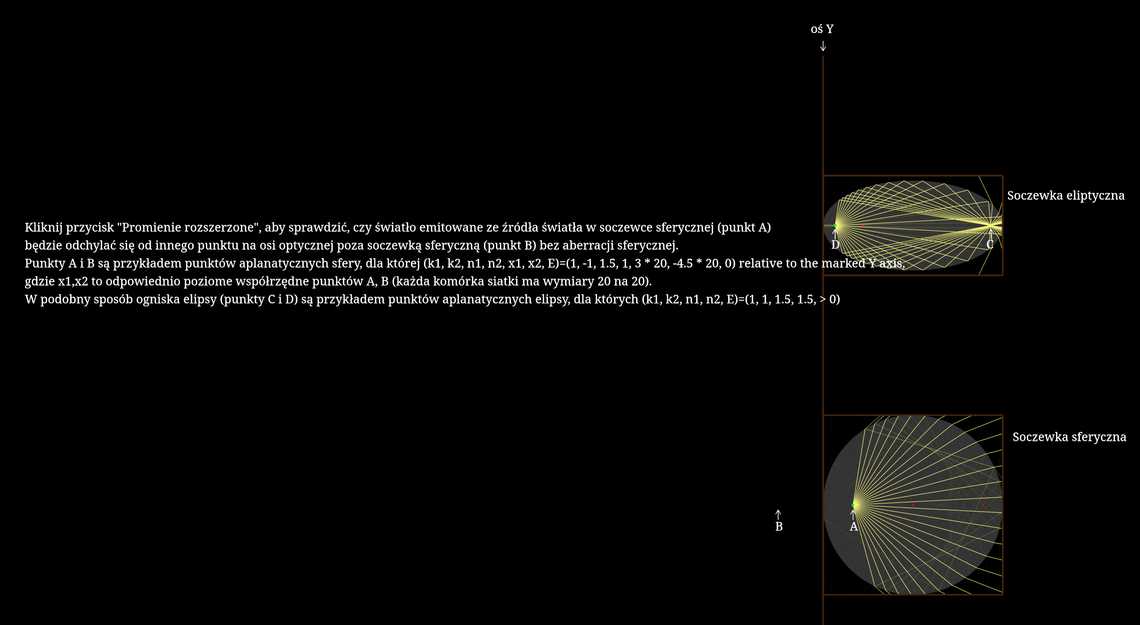 oś Y
Soczewka eliptyczna
D
C
Kliknij przycisk "Promienie rozszerzone", aby sprawdzić, czy światło emitowane ze źródła światła w soczewce sferycznej (punkt A)
będzie odchylać się od innego punktu na osi optycznej poza soczewką sferyczną (punkt B) bez aberracji sferycznej.
Punkty A i B są przykładem punktów aplanatycznych sfery, dla której (k1, k2, n1, n2, x1, x2, E)=(1, -1, 1.5, 1, 3 * 20, -4.5 * 20, 0) relative to the marked Y axis,
gdzie x1,x2 to odpowiednio poziome współrzędne punktów A, B (każda komórka siatki ma wymiary 20 na 20).
W podobny sposób ogniska elipsy (punkty C i D) są przykładem punktów aplanatycznych elipsy, dla których (k1, k2, n1, n2, E)=(1, 1, 1.5, 1.5, > 0)
Soczewka sferyczna
B
A